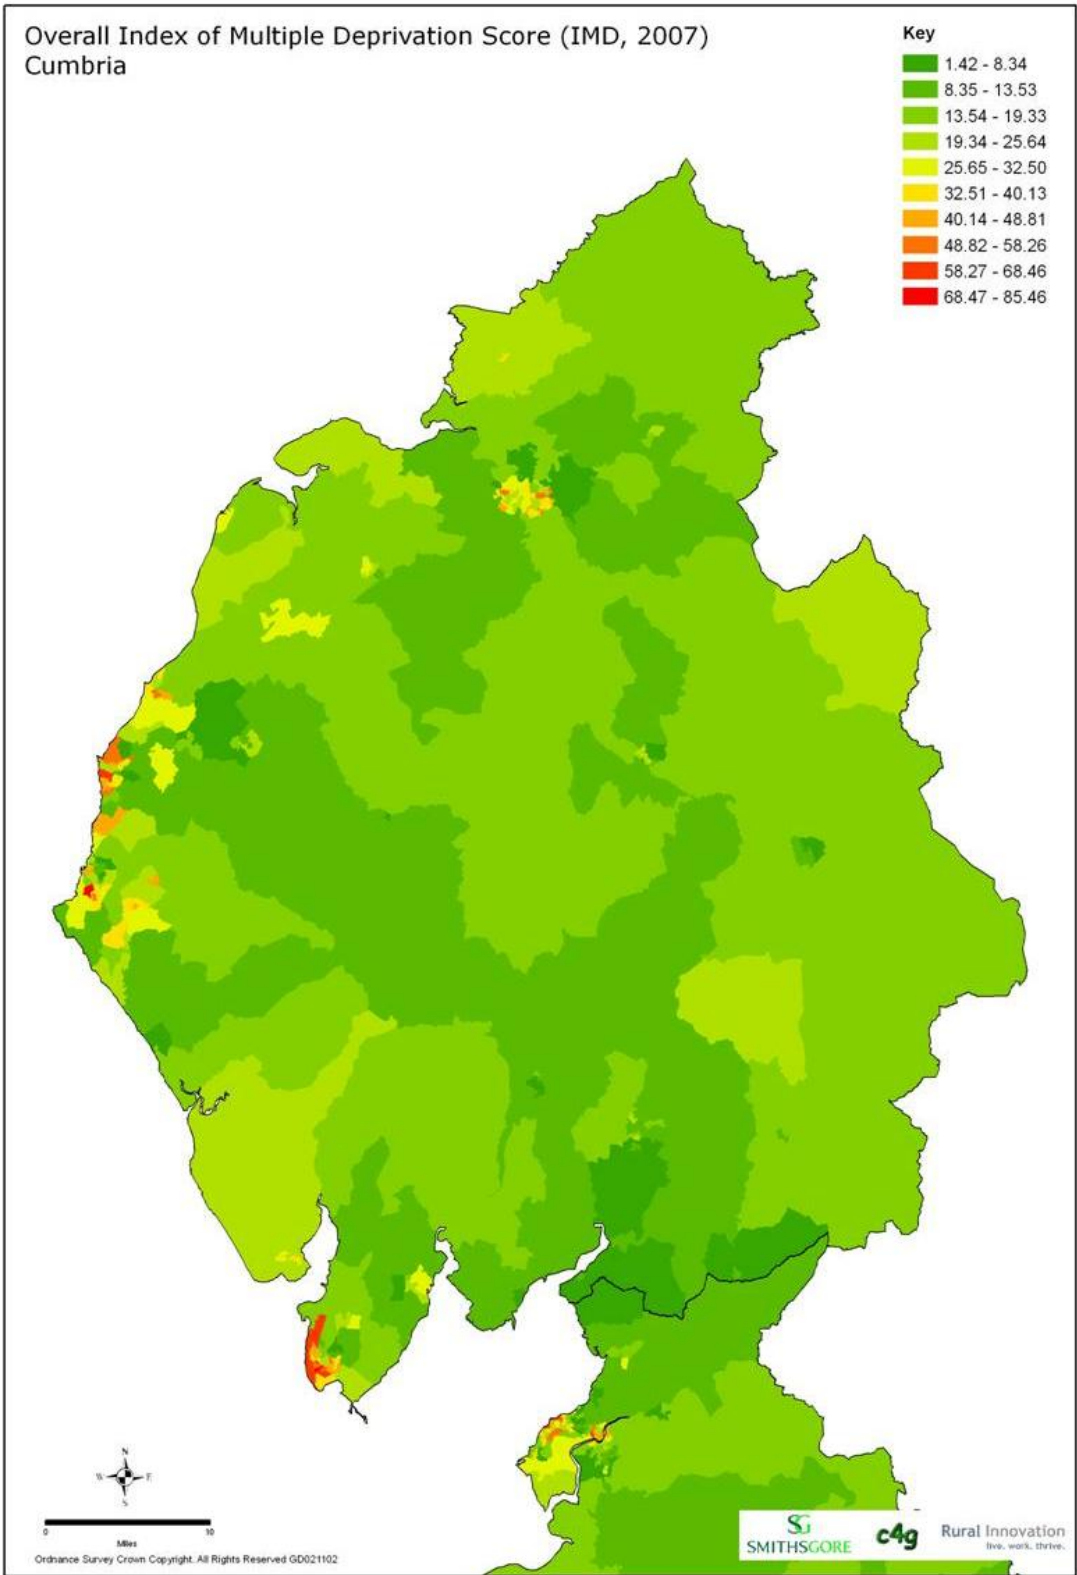 Overall Index of Multiple Deprivation Score (IMD, 2007)
Cumbria
Key
1.42 - 8.34
8.35 - 13.53
13.54 - 19.33
19.34 - 25.64
25.65 - 32.50
32.51 - 40.13
40.14 - 48.81
48.82 - 58.26
58.27 - 68.46
68.47 - 85.46
N
W E
S
0 10
Miles
Ordnance Survey Crown Copyright. All Rights Reserved GD021102
SG
SMITHSGORE
c4g
Rural Innovation
live. work. thrive.